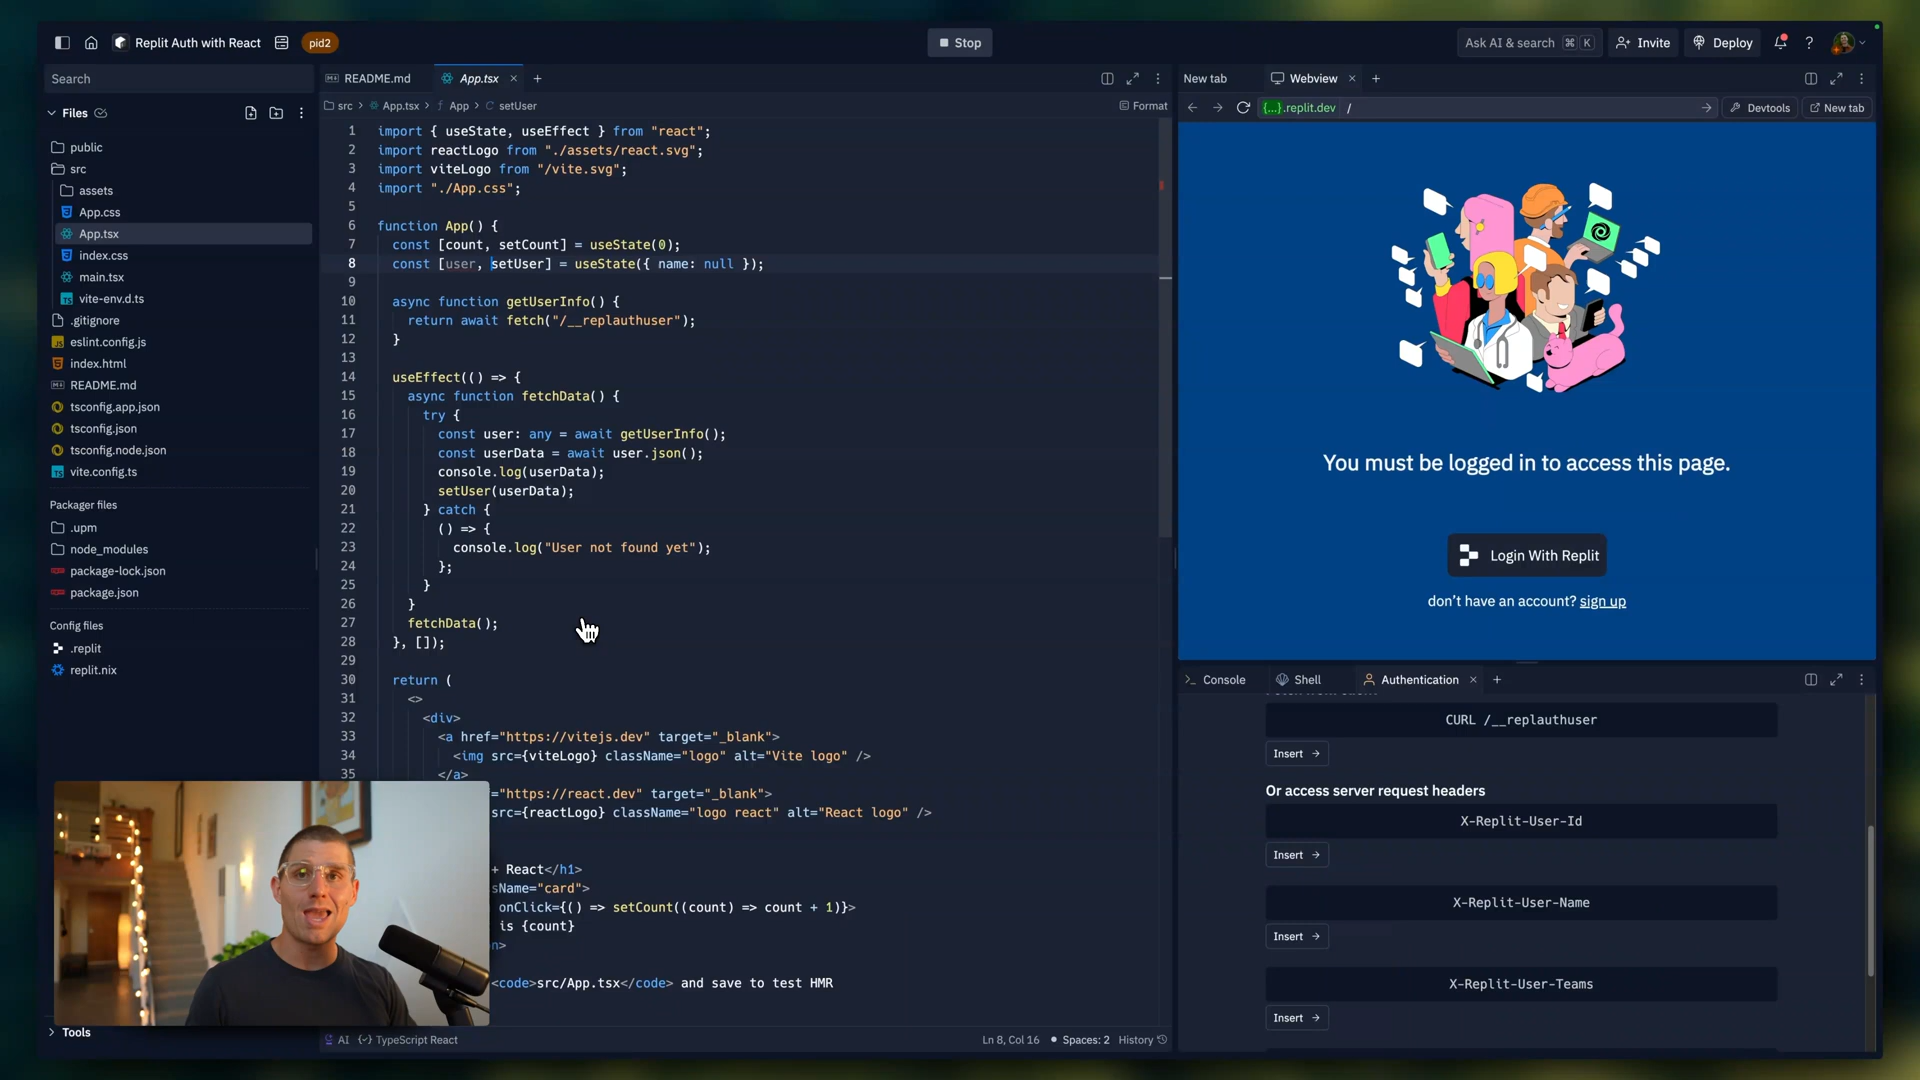 Replit Auth with React
pid2
Stop
Ask AI & search ⌘ K
Invite
Deploy
?
Search
Files
public
src
assets
App.css
App.tsx
index.css
main.tsx
vite-env.d.ts
.gitignore
eslint.config.js
index.html
README.md
tsconfig.app.json
tsconfig.json
tsconfig.node.json
vite.config.ts
Packager files
.upm
node_modules
package-lock.json
package.json
Config files
.replit
replit.nix
Tools
README.md
App.tsx
src > App.tsx > App > setUser
Format
1 import { useState, useEffect } from "react";
2 import reactLogo from "./assets/react.svg";
3 import viteLogo from "/vite.svg";
4 import "./App.css";
5
6 function App() {
7 const [count, setCount] = useState(0);
8 const [user, setUser] = useState({ name: null });
9
10 async function getUserInfo() {
11 return await fetch("/__replauthuser");
12 }
13
14 useEffect(() => {
15 async function fetchData() {
16 try {
17 const user: any = await getUserInfo();
18 const userData = await user.json();
19 console.log(userData);
20 setUser(userData);
21 } catch {
22 () => {
23 console.log("User not found yet");
24 };
25 }
26 }
27 fetchData();
28 }, []);
29
30 return (
31 <>
32 <div>
33 <a href="https://vitejs.dev" target="_blank">
34 <img src={viteLogo} className="logo" alt="Vite logo" />
35 </a>
="https://react.dev" target="_blank">
src={reactLogo} className="logo react" alt="React logo" />
+ React</h1>
sName="card">
onClick={() => setCount((count) => count + 1)}>
is {count}
n>
<code>src/App.tsx</code> and save to test HMR
AI
TypeScript React
Ln 8, Col 16
Spaces: 2
History
New tab
Webview
{...}.replit.dev /
Devtools
New tab
You must be logged in to access this page.
Login With Replit
don't have an account? sign up
Console
Shell
Authentication
CURL /__replauthuser
Insert →
Or access server request headers
X-Replit-User-Id
Insert →
X-Replit-User-Name
Insert →
X-Replit-User-Teams
Insert →